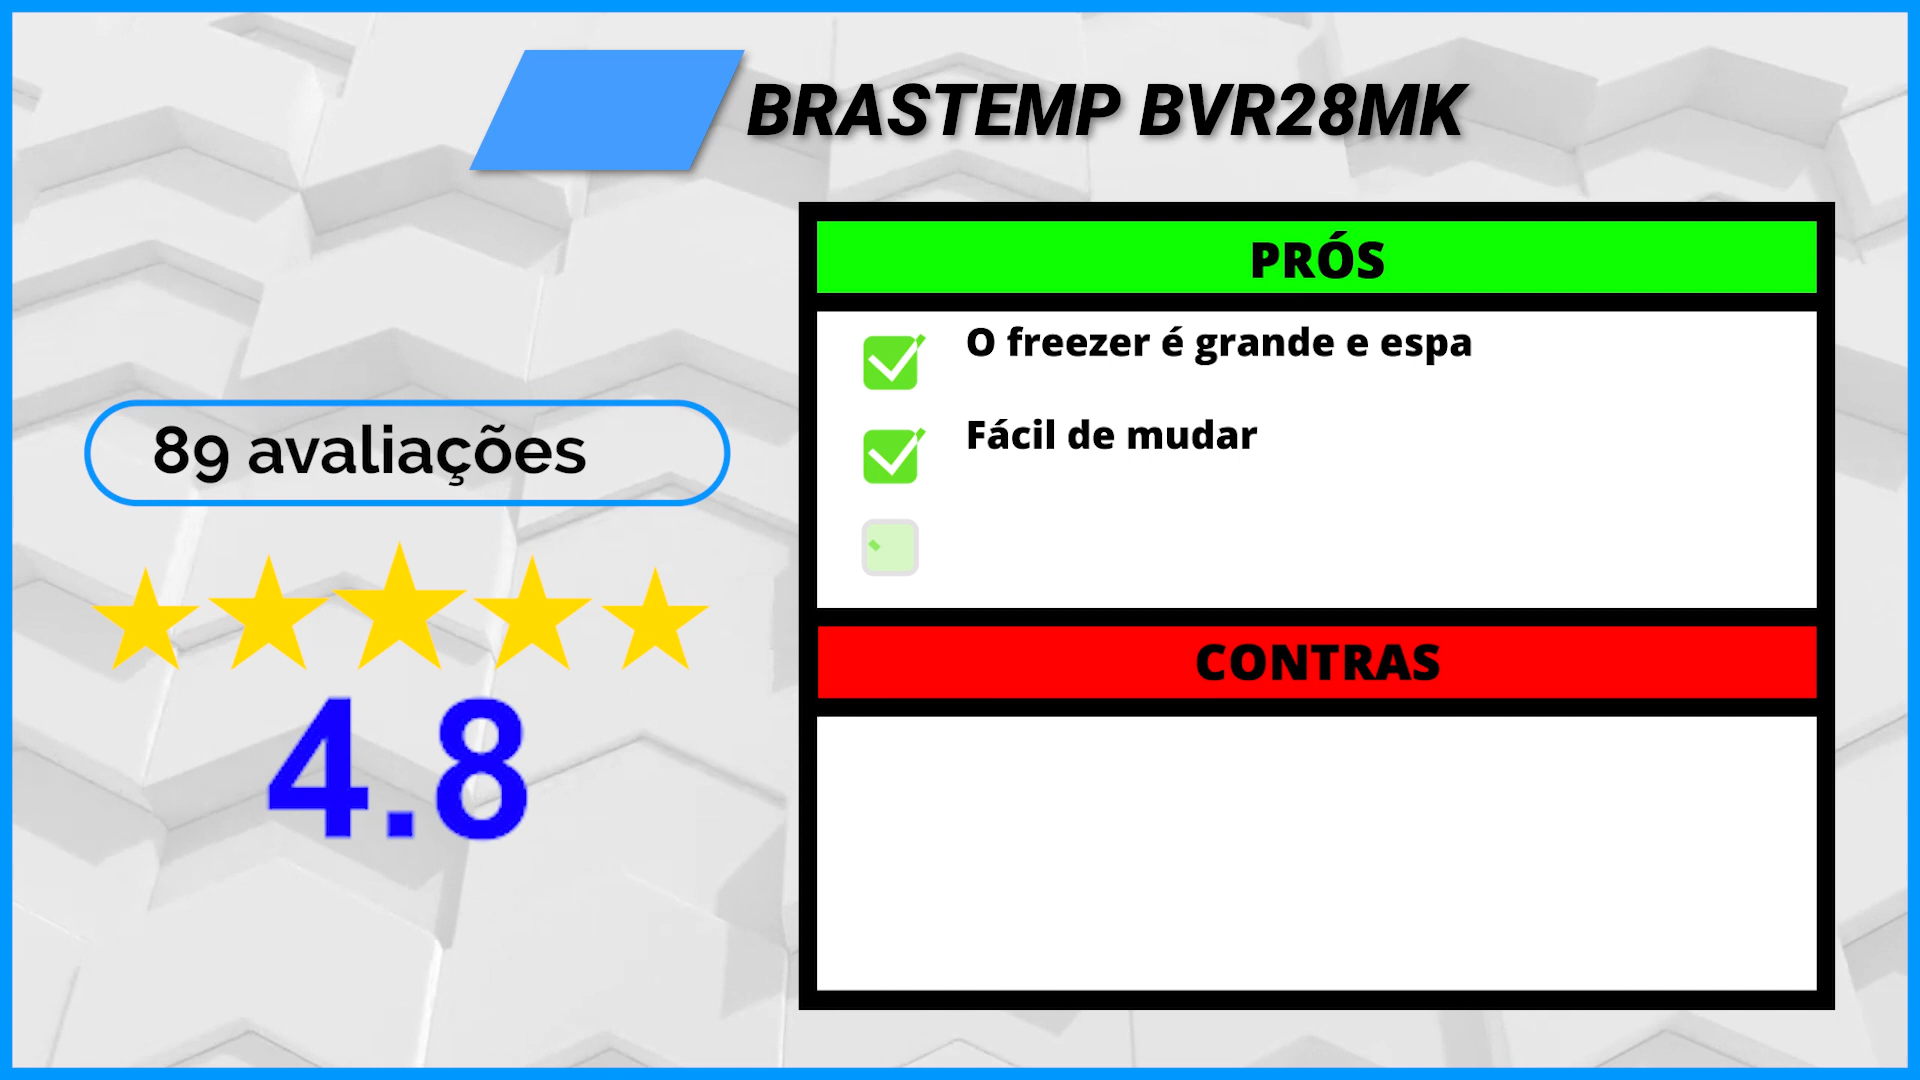 BRASTEMP BVR28MK
89 avaliações
4.8
PRÓS
O freezer é grande e espa
Fácil de mudar
CONTRAS